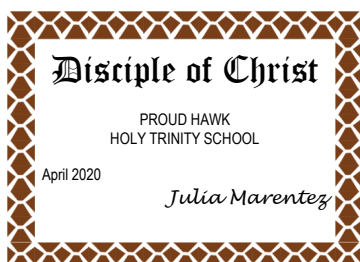 Disciple of Christ
PROUD HAWK
HOLY TRINITY SCHOOL
April 2020
Julia Marentez